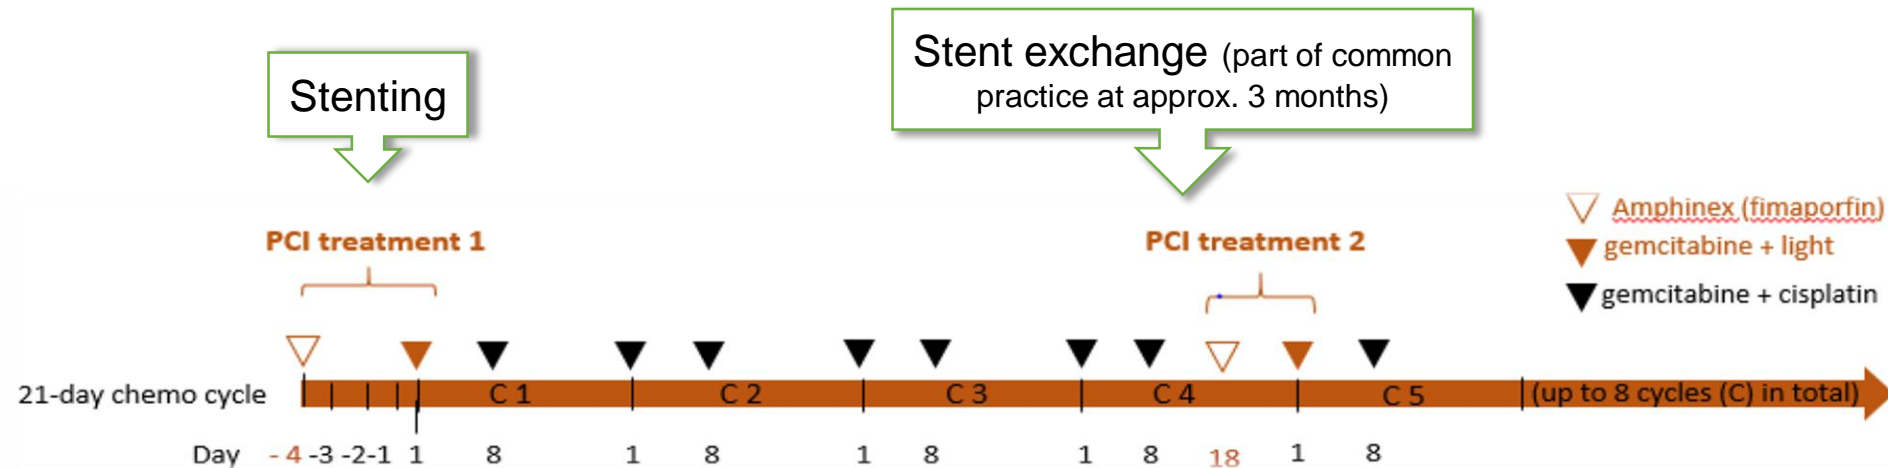 Stenting
Stent exchange (part of common
practice at approx. 3 months)
PCI treatment 1
PCI treatment 2
Amphinex (fimaporfin)
gemcitabine + light
gemcitabine + cisplatin
21-day chemo cycle
C 1
C 2
C 3
C 4
C 5
(up to 8 cycles (C) in total)
Day - 4 -3 -2 -1 1 8 1 8 1 8 1 8 18 1 8